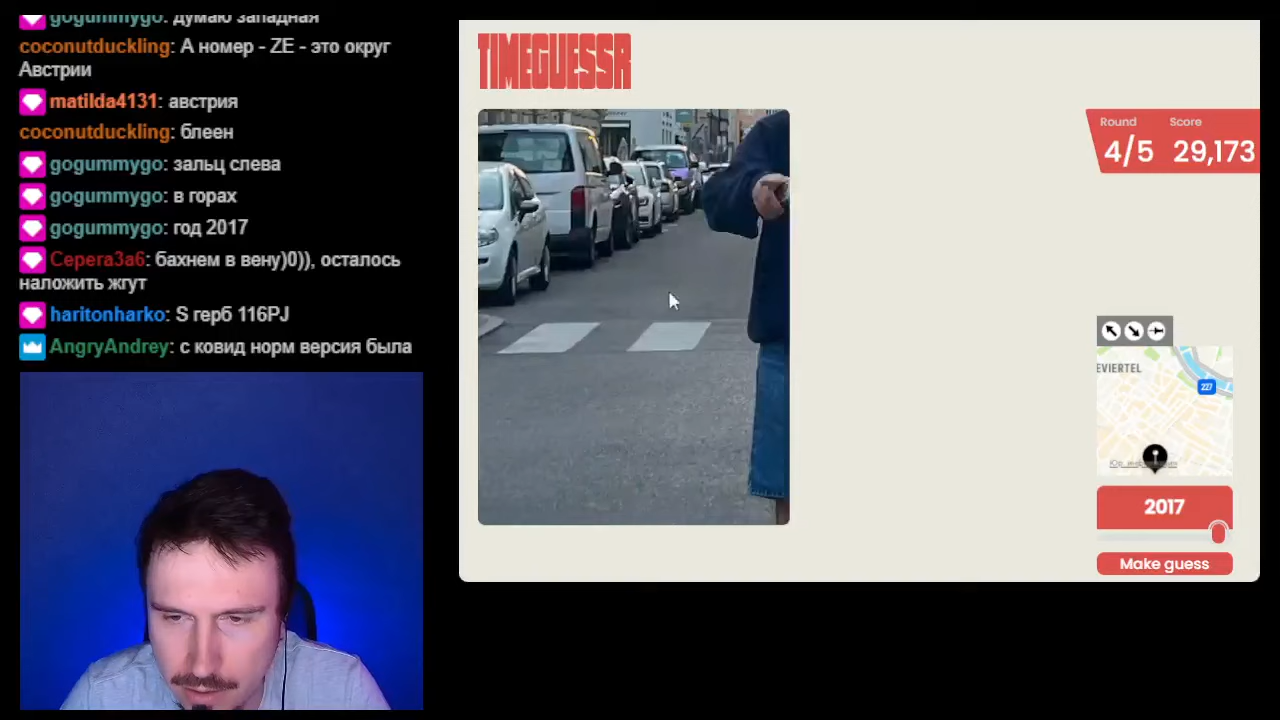 gogummygo: думаю западная
coconutduckling: А номер - ZE - это округ
Австрии
matilda4131: австрия
coconutduckling: блеен
gogummygo: зальц слева
gogummygo: в горах
gogummygo: год 2017
Cepera3a6: бахнем в вену)0)), осталось
наложить жгут
haritonharko: S герб 116PJ
AngryAndrey: с ковид норм версия была
TIMEGUESSR
Round Score
4/5 29,173
EVIERTEL
227
2017
Make guess